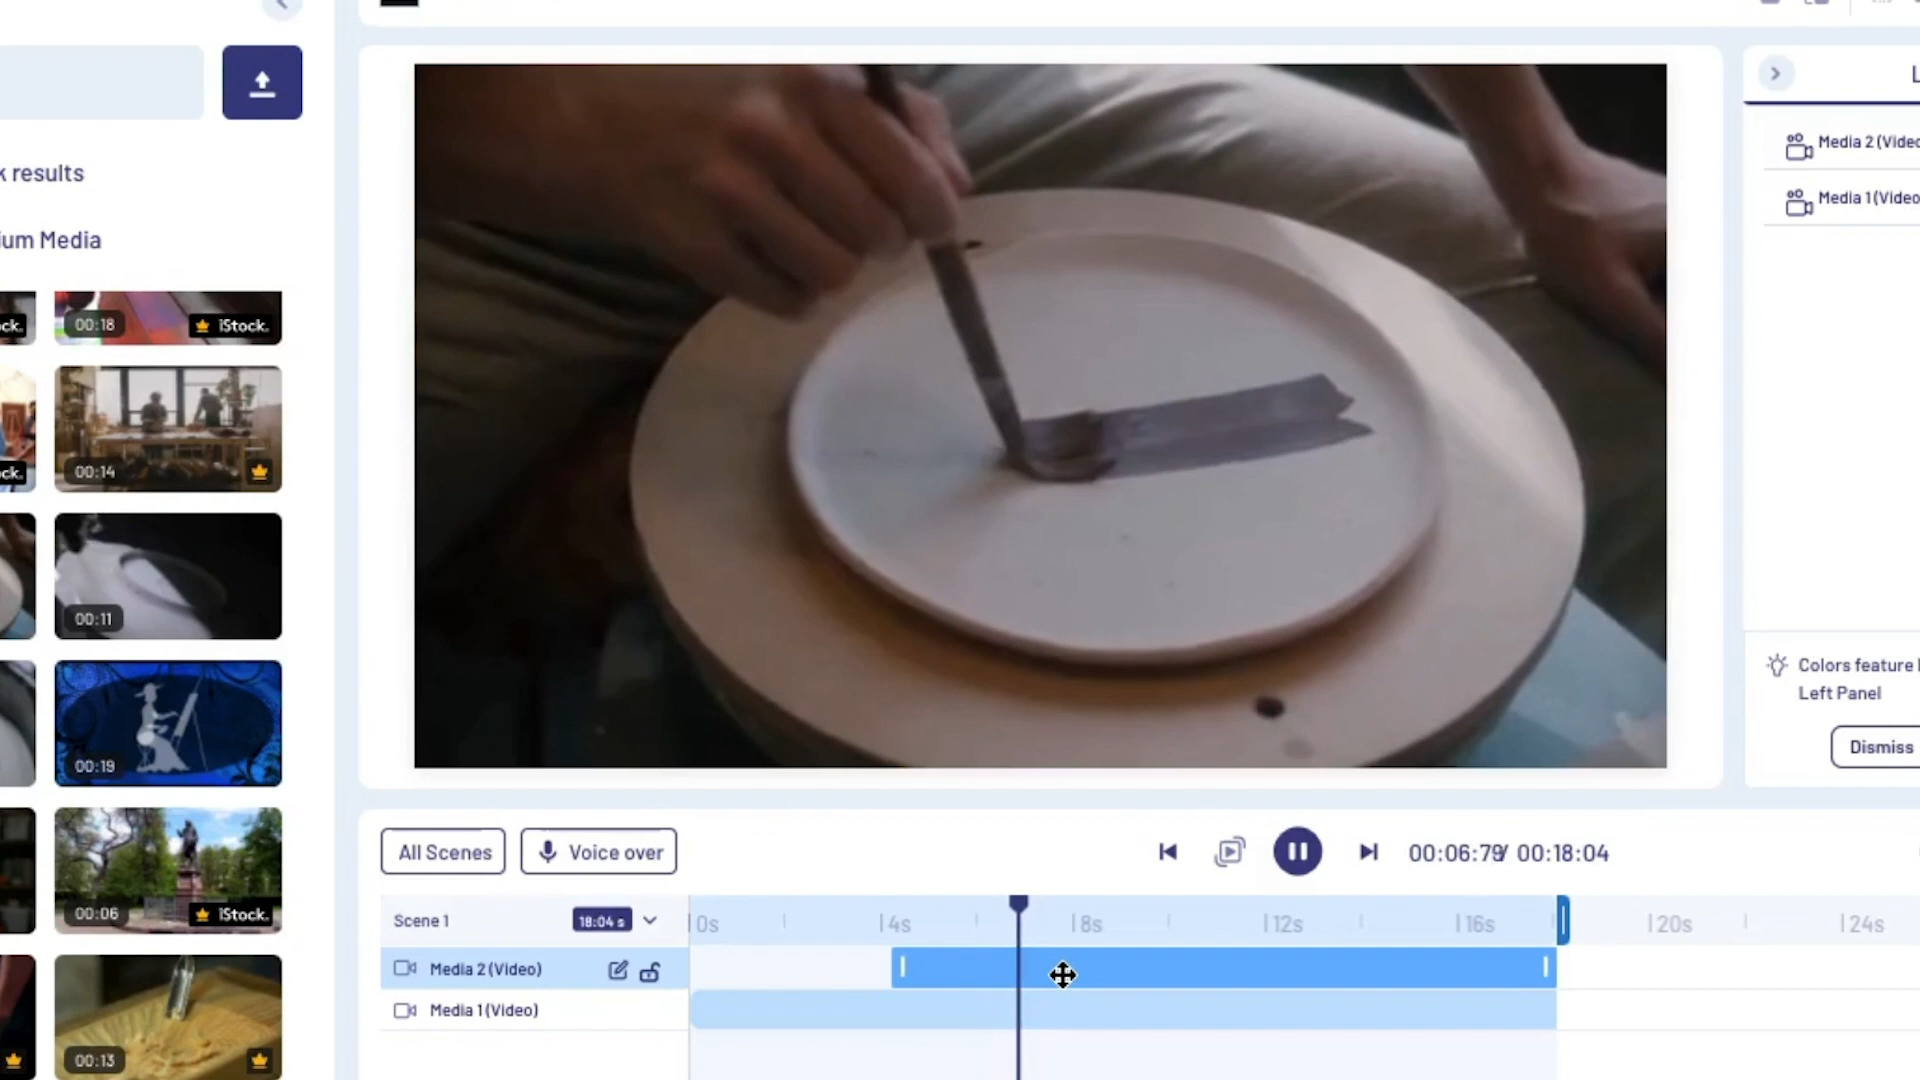 k results
ium Media
ck.
00:18
iStock.
00:14
ck.
00:11
00:19
00:06
iStock.
00:13
L
Media 2 (Video
Media 1 (Video
Colors feature
Left Panel
Dismiss
All Scenes
Voice over
00:06:79/ 00:18:04
Scene 1
18:04 s
0s
4s
8s
12s
16s
20s
24s
Media 2 (Video)
Media 1 (Video)